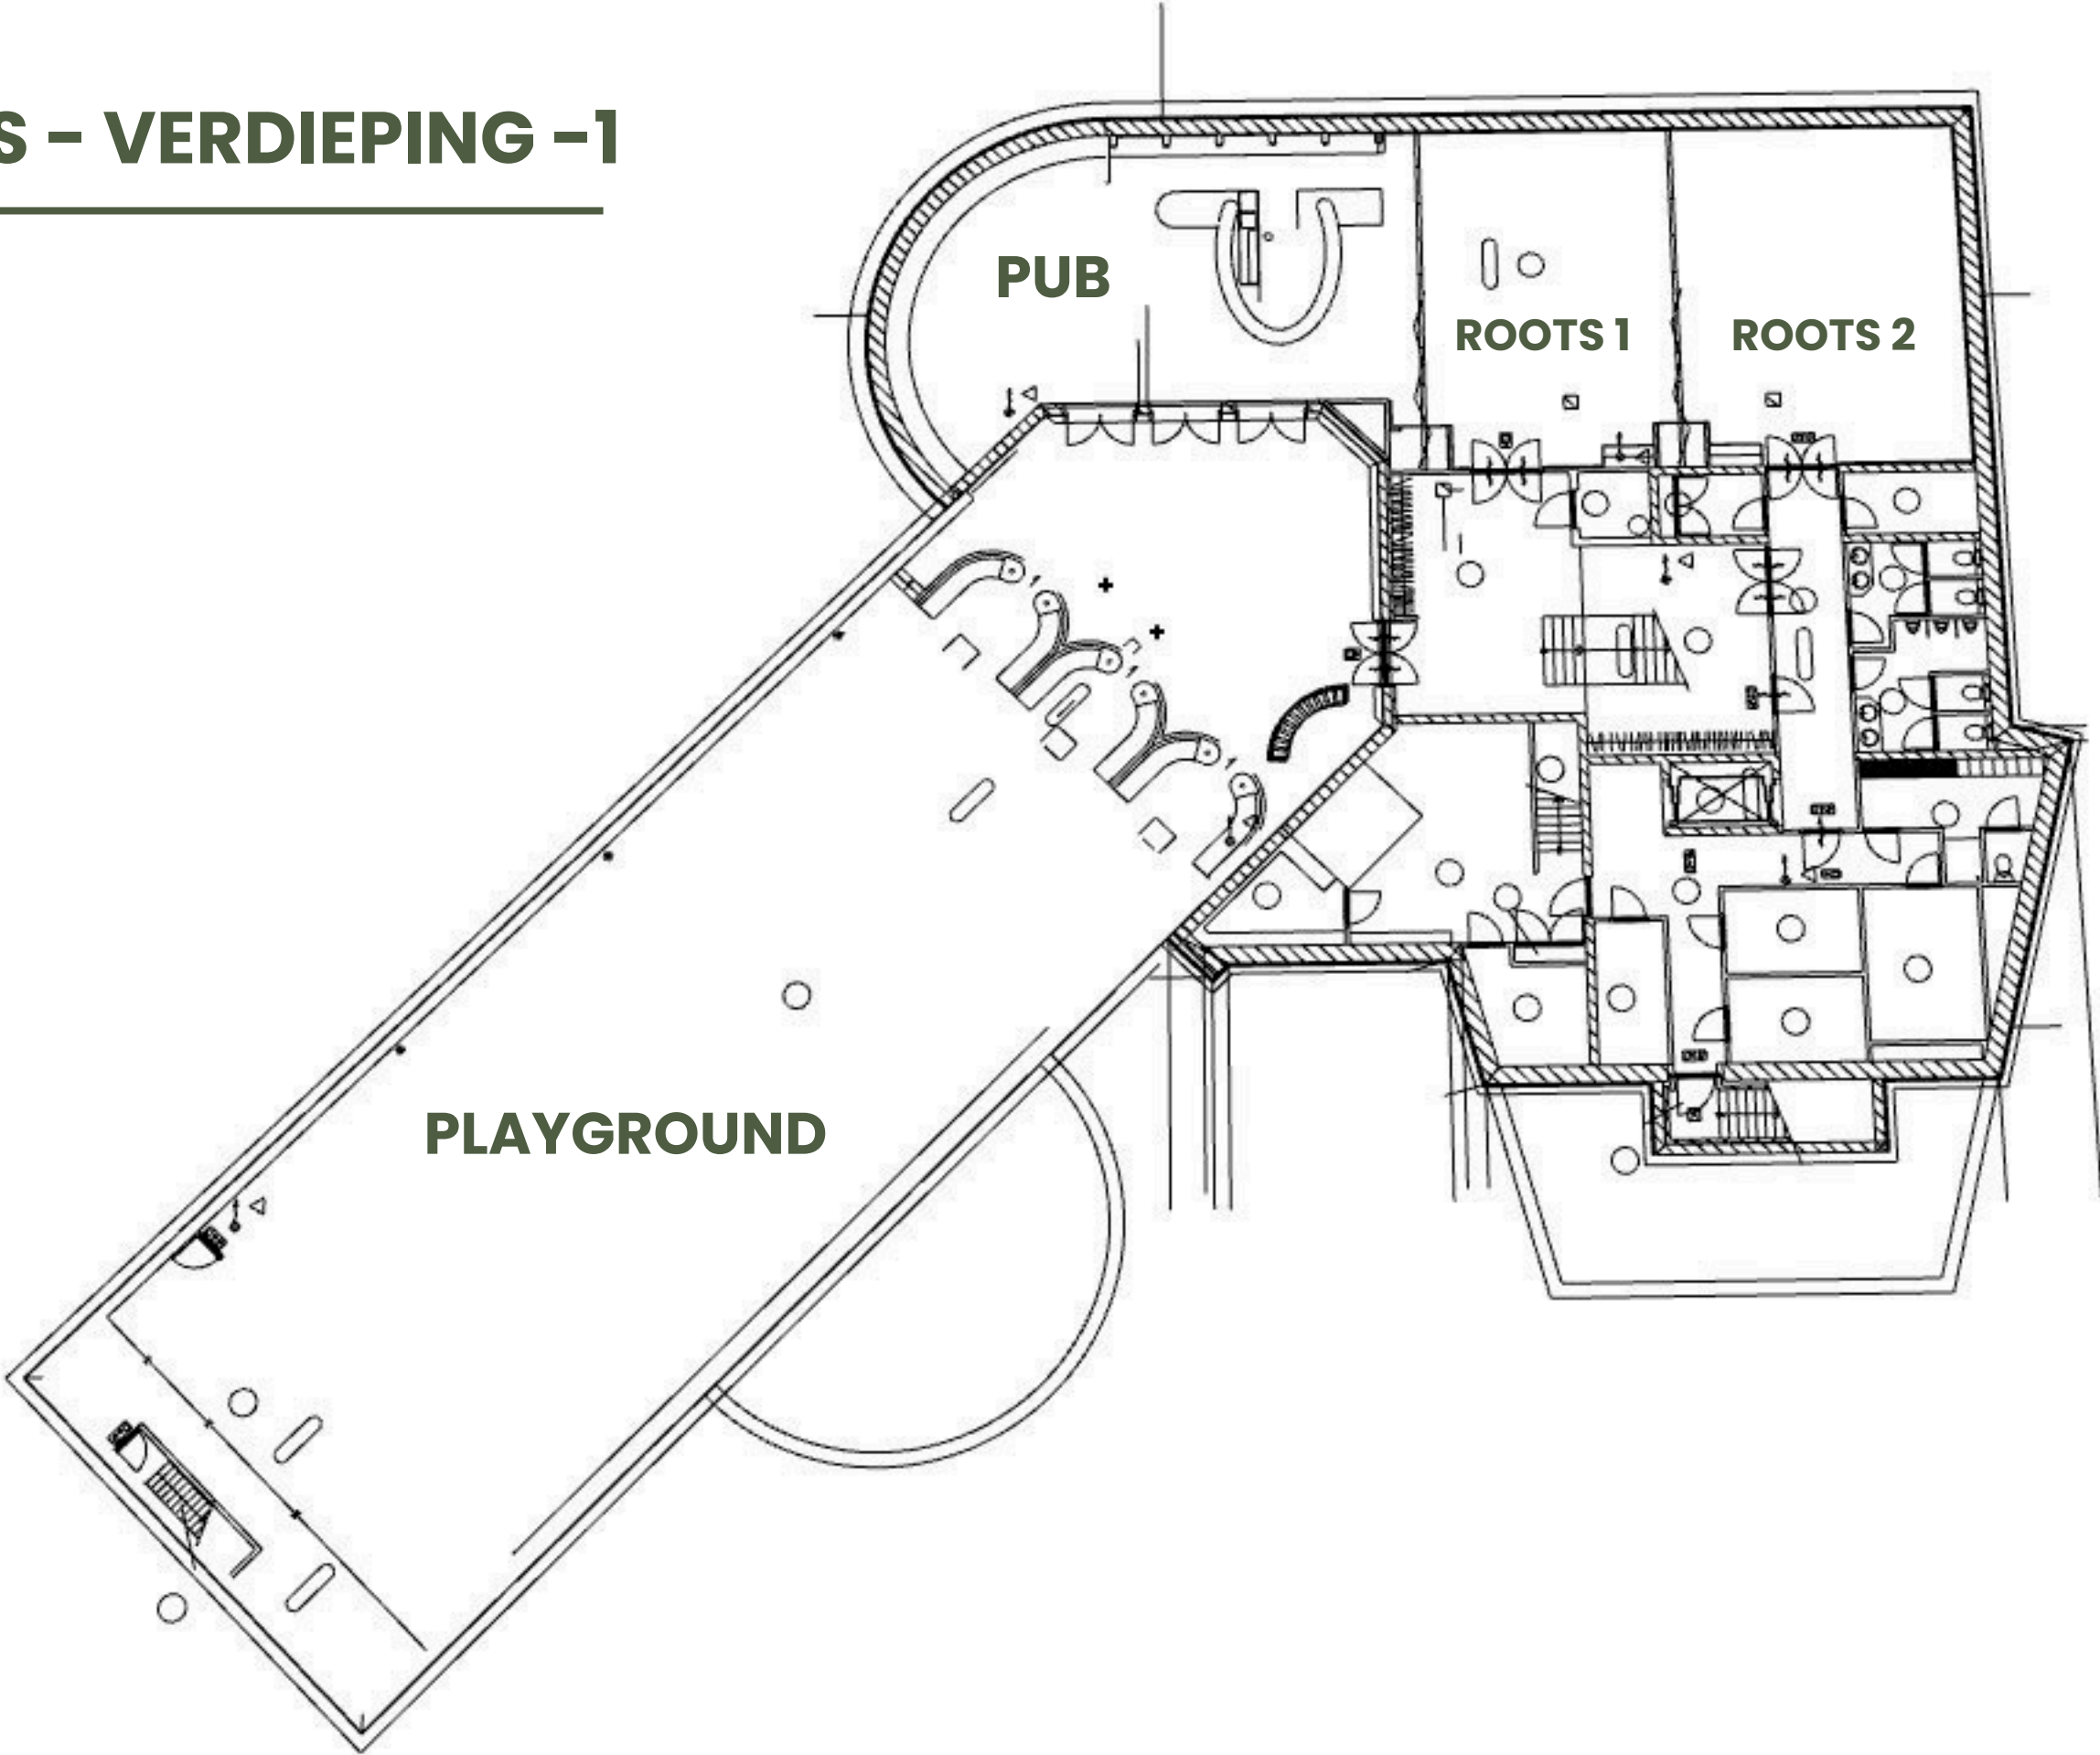 S – VERDIEPING –1
PUB
ROOTS 1
ROOTS 2
PLAYGROUND